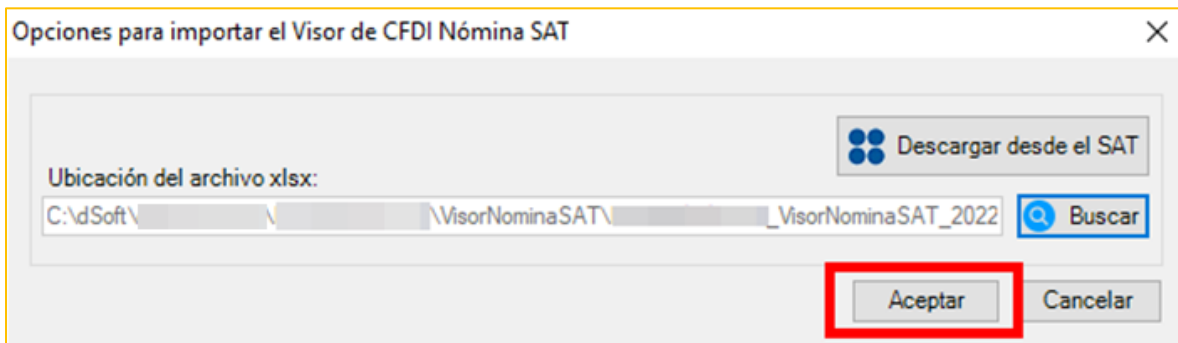 Opciones para importar el Visor de CFDI Nómina SAT
Descargar desde el SAT
Ubicación del archivo xlsx:
C:\dSoft\ \ \VisorNominaSAT\ _VisorNominaSAT_2022
Buscar
Aceptar
Cancelar